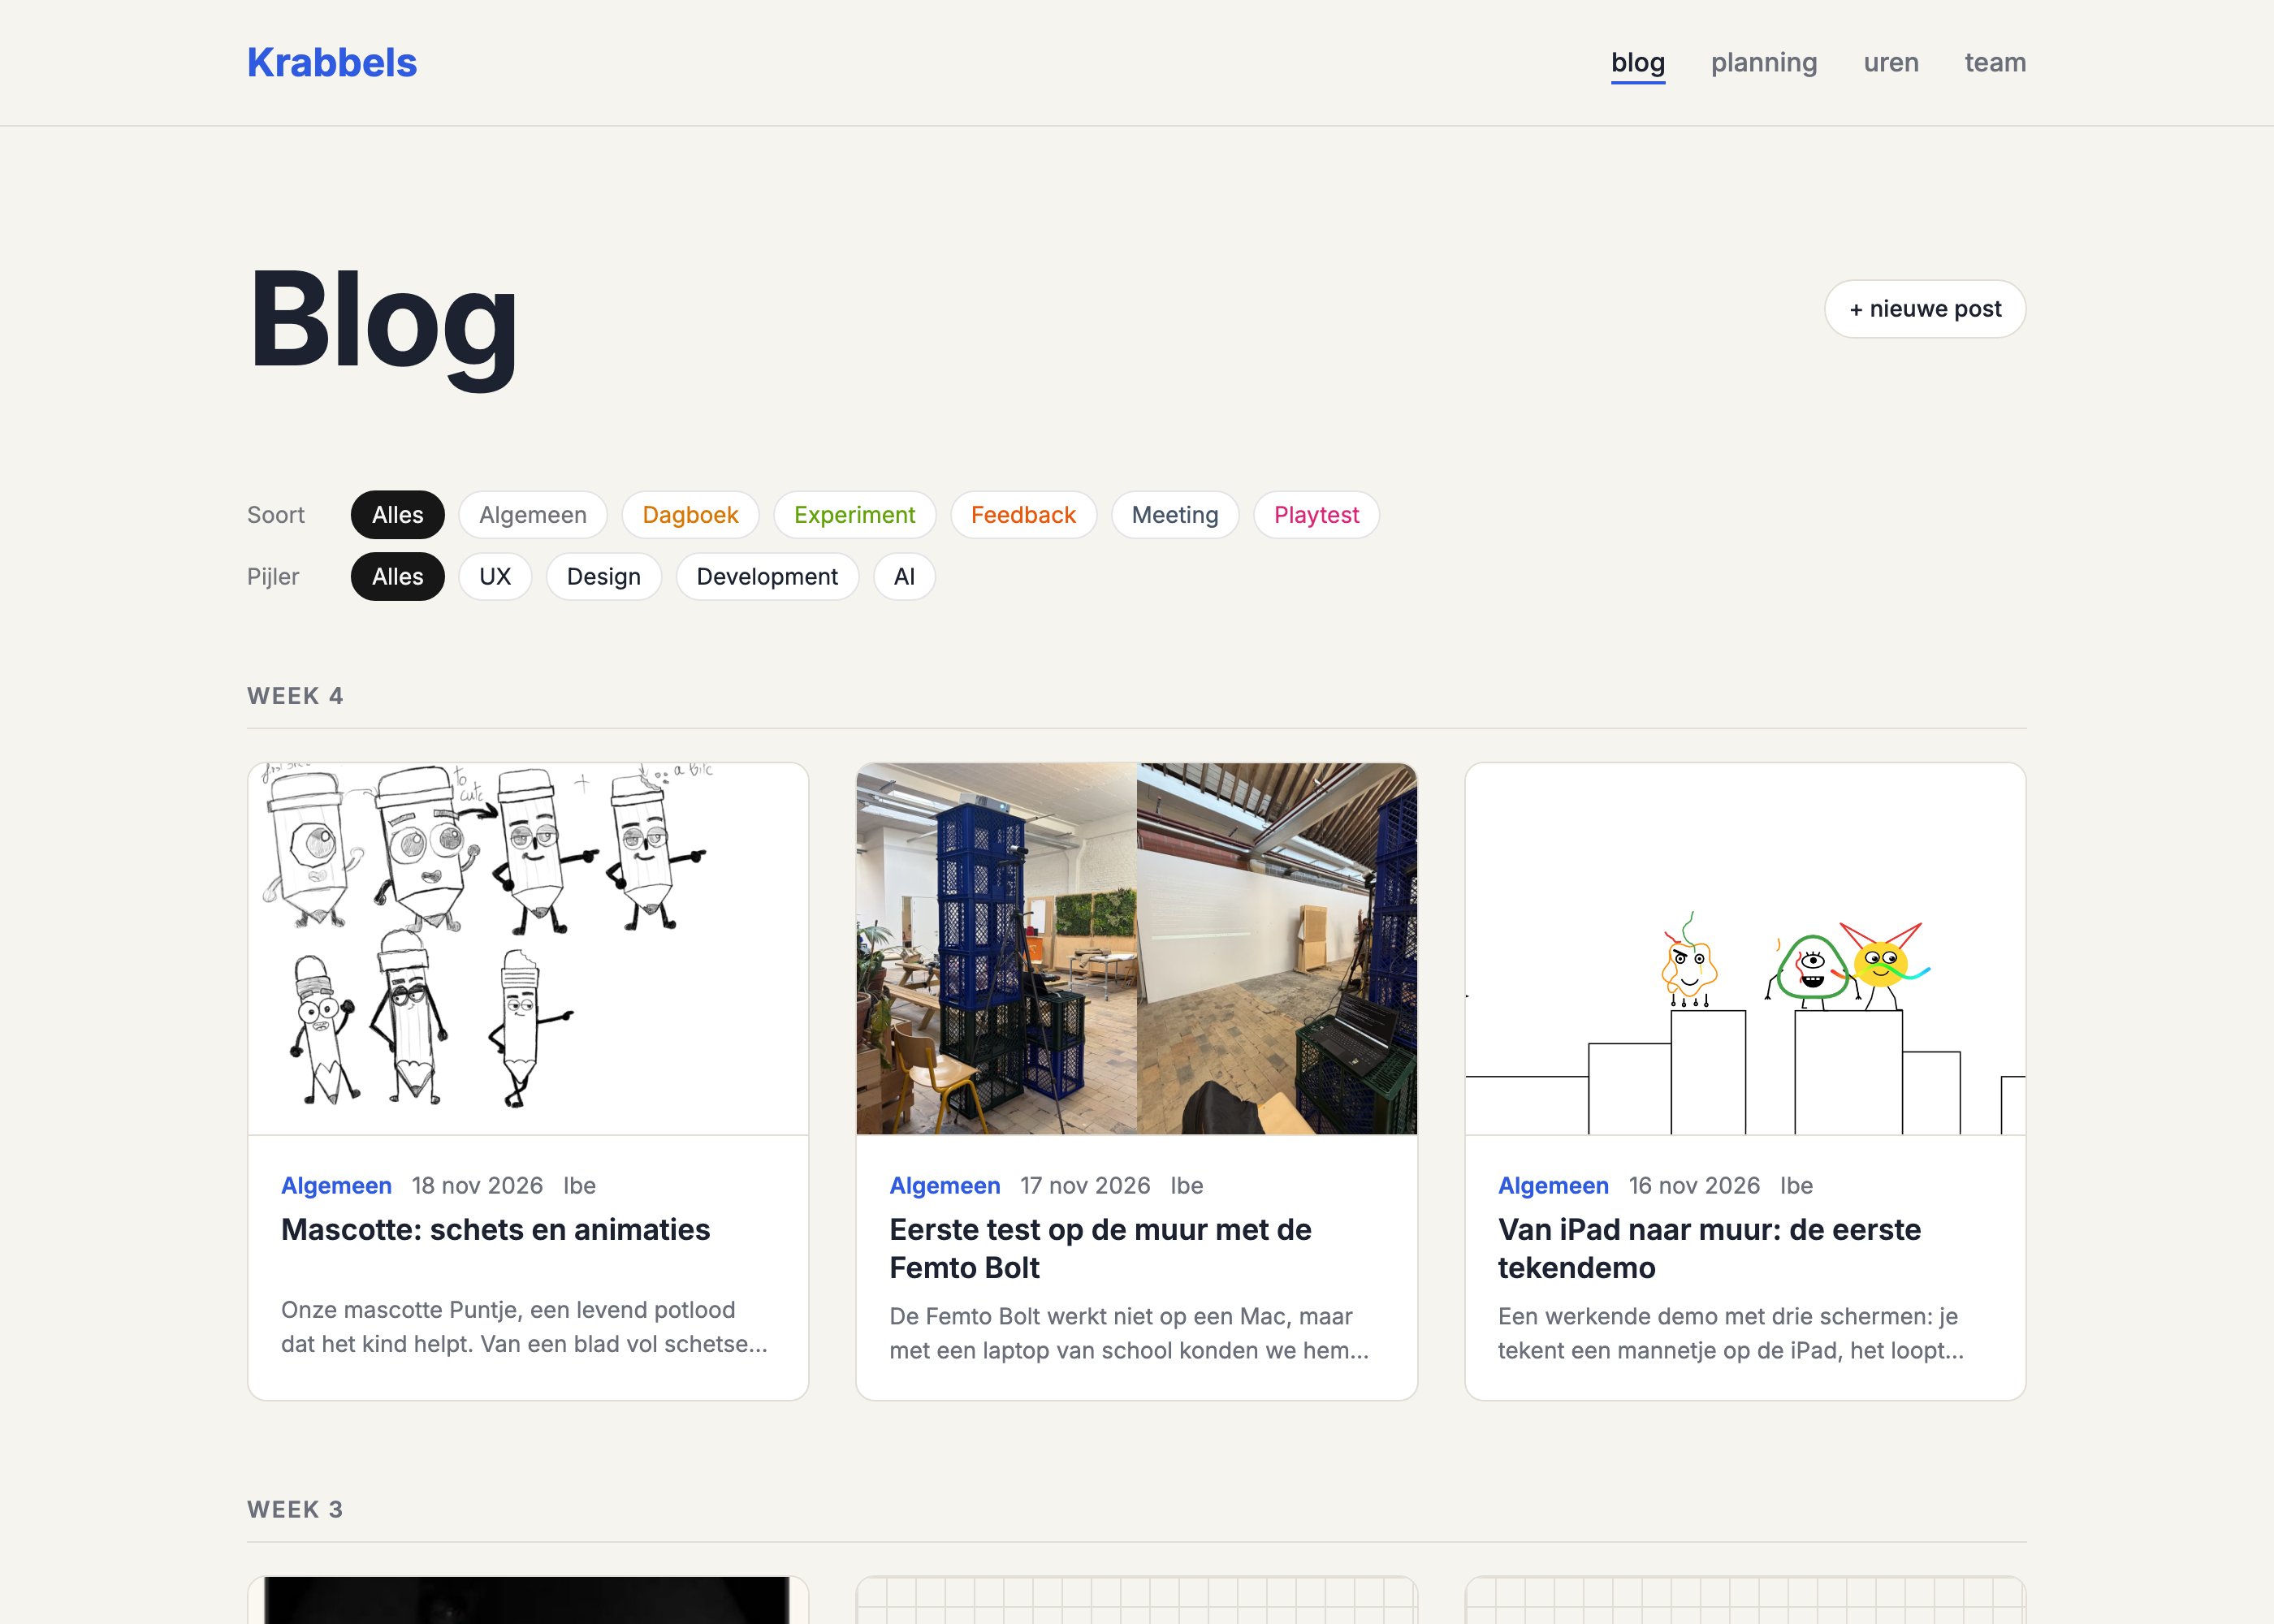 Krabbels
blog planning uren team
Blog
+ nieuwe post
Soort Alles Algemeen Dagboek Experiment Feedback Meeting Playtest
Pijler Alles UX Design Development AI
WEEK 4
to
cute
+
a bite
Algemeen 18 nov 2026 Ibe
Mascotte: schets en animaties
Onze mascotte Puntje, een levend potlood
dat het kind helpt. Van een blad vol schetse...
Algemeen 17 nov 2026 Ibe
Eerste test op de muur met de
Femto Bolt
De Femto Bolt werkt niet op een Mac, maar
met een laptop van school konden we hem...
Algemeen 16 nov 2026 Ibe
Van iPad naar muur: de eerste
tekendemo
Een werkende demo met drie schermen: je
tekent een mannetje op de iPad, het loopt...
WEEK 3